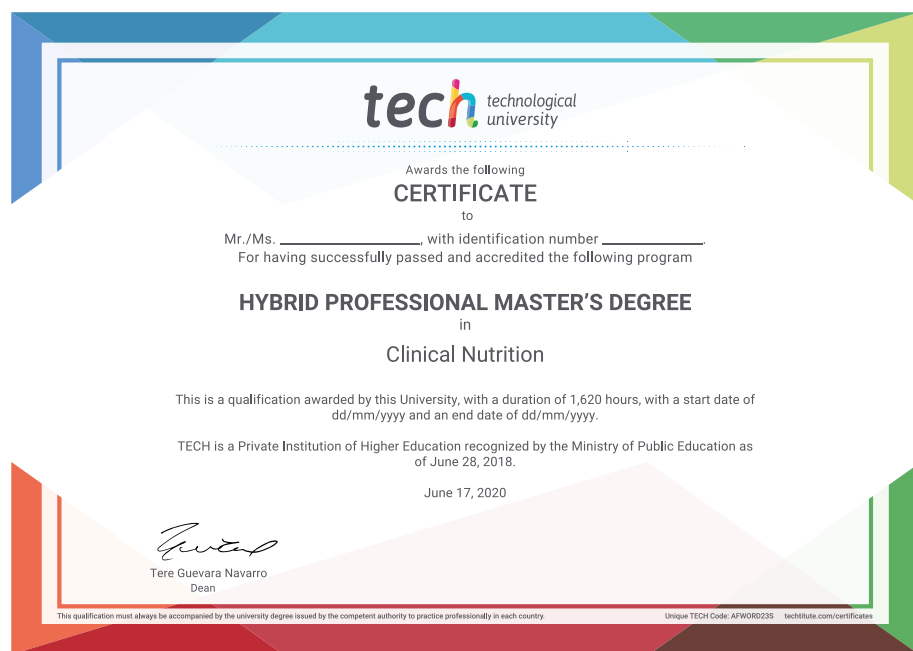 tech technological
university
Awards the following
CERTIFICATE
to
Mr./Ms. ____________________, with identification number ______________.
For having successfully passed and accredited the following program
HYBRID PROFESSIONAL MASTER’S DEGREE
in
Clinical Nutrition
This is a qualification awarded by this University, with a duration of 1,620 hours, with a start date of
dd/mm/yyyy and an end date of dd/mm/yyyy.
TECH is a Private Institution of Higher Education recognized by the Ministry of Public Education as
of June 28, 2018.
June 17, 2020
Tere Guevara Navarro
Dean
This qualification must always be accompanied by the university degree issued by the competent authority to practice professionally in each country.
Unique TECH Code: AFWORD23S techtitute.com/certificates